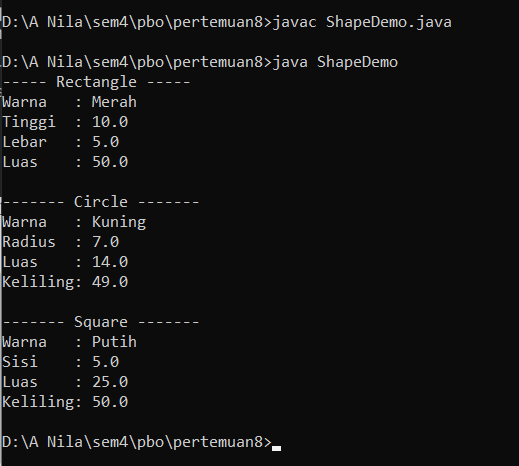 D:\A Nila\sem4\pbo\pertemuan8>javac ShapeDemo.java
D:\A Nila\sem4\pbo\pertemuan8>java ShapeDemo
----- Rectangle -----
Warna   : Merah
Tinggi  : 10.0
Lebar   : 5.0
Luas    : 50.0
------- Circle -------
Warna   : Kuning
Radius  : 7.0
Luas    : 14.0
Keliling: 49.0
------- Square -------
Warna   : Putih
Sisi    : 5.0
Luas    : 25.0
Keliling: 50.0
D:\A Nila\sem4\pbo\pertemuan8>